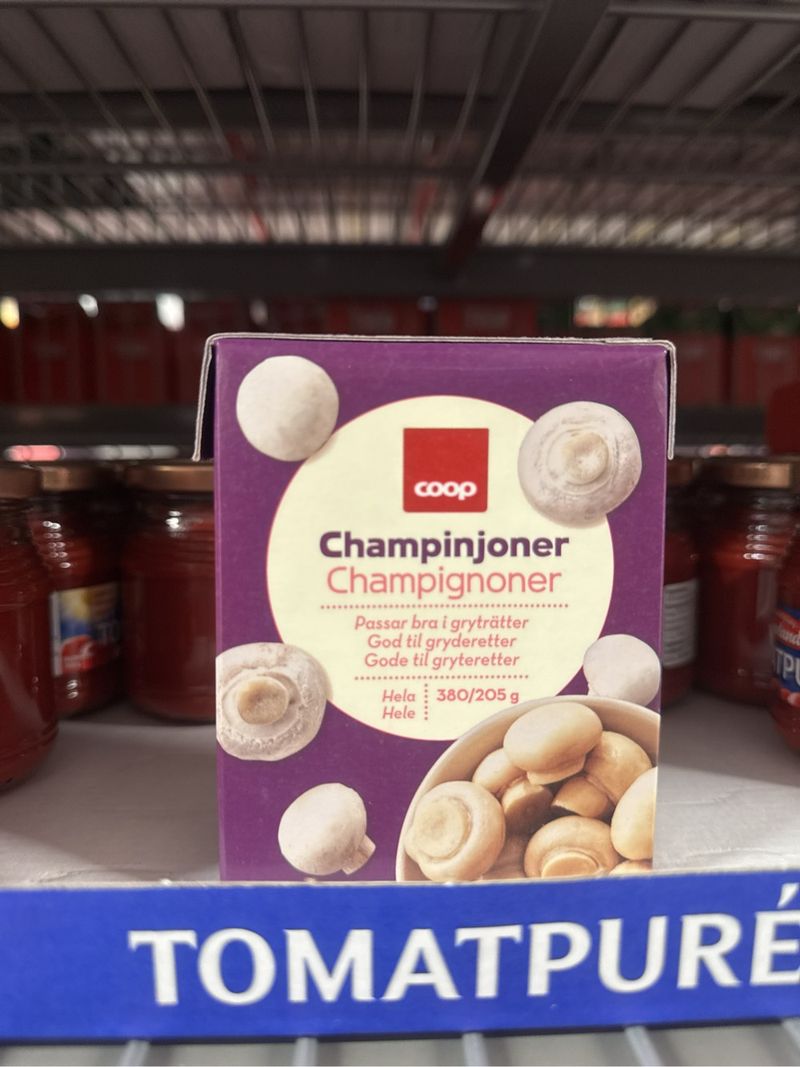 coop
Champinjoner
Champignoner
Passar bra i gryträtter
God til gryderetter
Gode til gryteretter
Hela
Hele
380/205 g
TOMATPURÉ